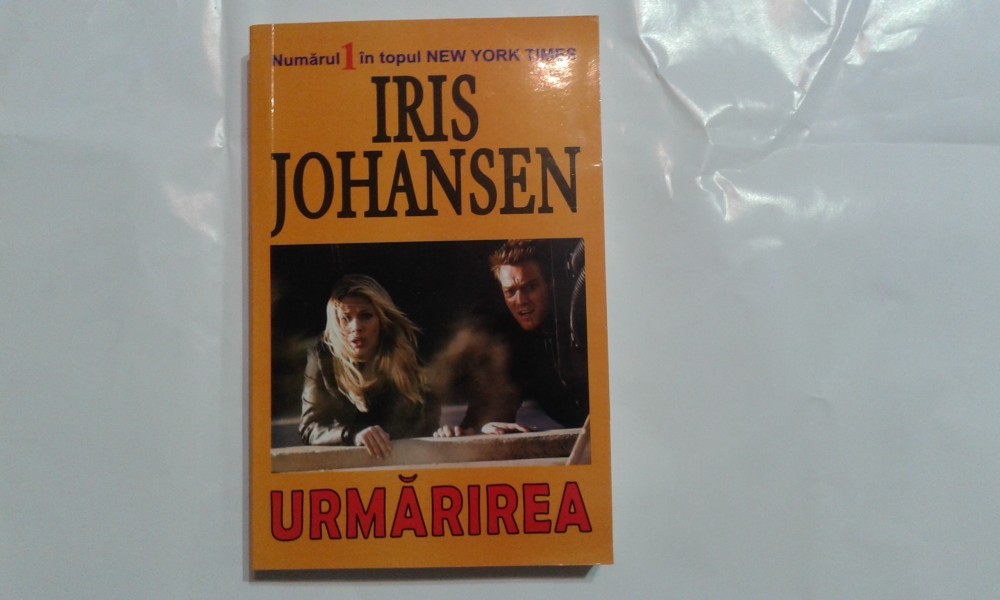 Numărul 1 în topul NEW YORK TIMES
IRIS
JOHANSEN
URMĂRIREA